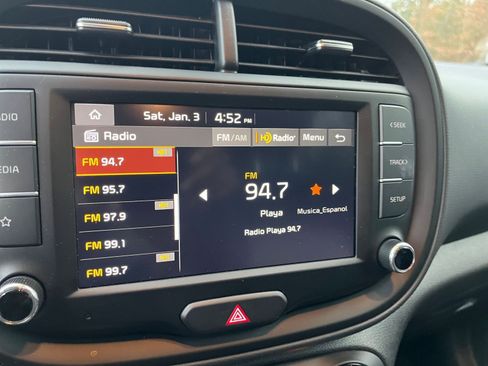 Sat, Jan. 3 4:52 PM
Radio FM/AM HD Radio Menu
RADIO
MEDIA
FM 94.7
FM 95.7
FM 97.9
FM 99.1
FM 99.7
FM
94.7
Playa Musica_Espanol
Radio Playa 94.7
< SEEK
TRACK >
SETUP